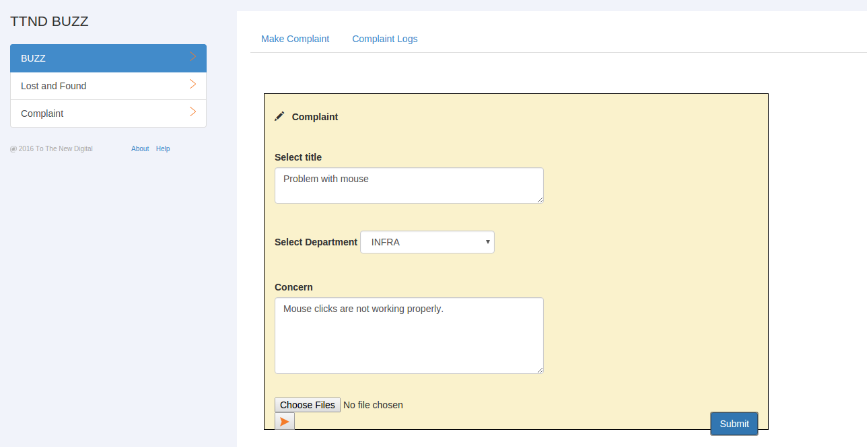 TTND BUZZ
BUZZ
Lost and Found
Complaint
@ 2016 To The New Digital About Help
Make Complaint Complaint Logs
Complaint
Select title
Problem with mouse
Select Department INFRA
Concern
Mouse clicks are not working properly.
Choose Files No file chosen
Submit